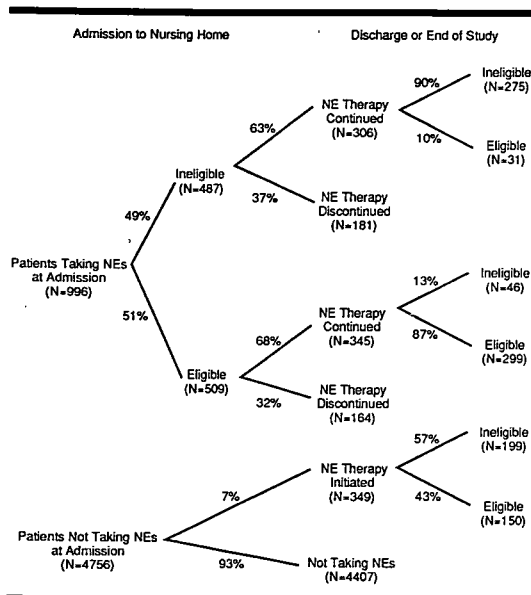 Admission to Nursing Home
Discharge or End of Study
90%
Ineligible
(N=275)
NE Therapy
Continued
(N=306)
63%
10%
Eligible
(N=31)
Ineligible
(N=487)
37%
NE Therapy
Discontinued
(N=181)
49%
Patients Taking NEs
at Admission
(N=996)
51%
13%
Ineligible
(N=46)
NE Therapy
Continued
(N=345)
68%
87%
Eligible
(N=299)
Eligible
(N=509)
32%
NE Therapy
Discontinued
(N=164)
57%
Ineligible
(N=199)
NE Therapy
Initiated
(N=349)
7%
43%
Eligible
(N=150)
Patients Not Taking NEs
at Admission
(N=4756)
93%
Not Taking NEs
(N=4407)